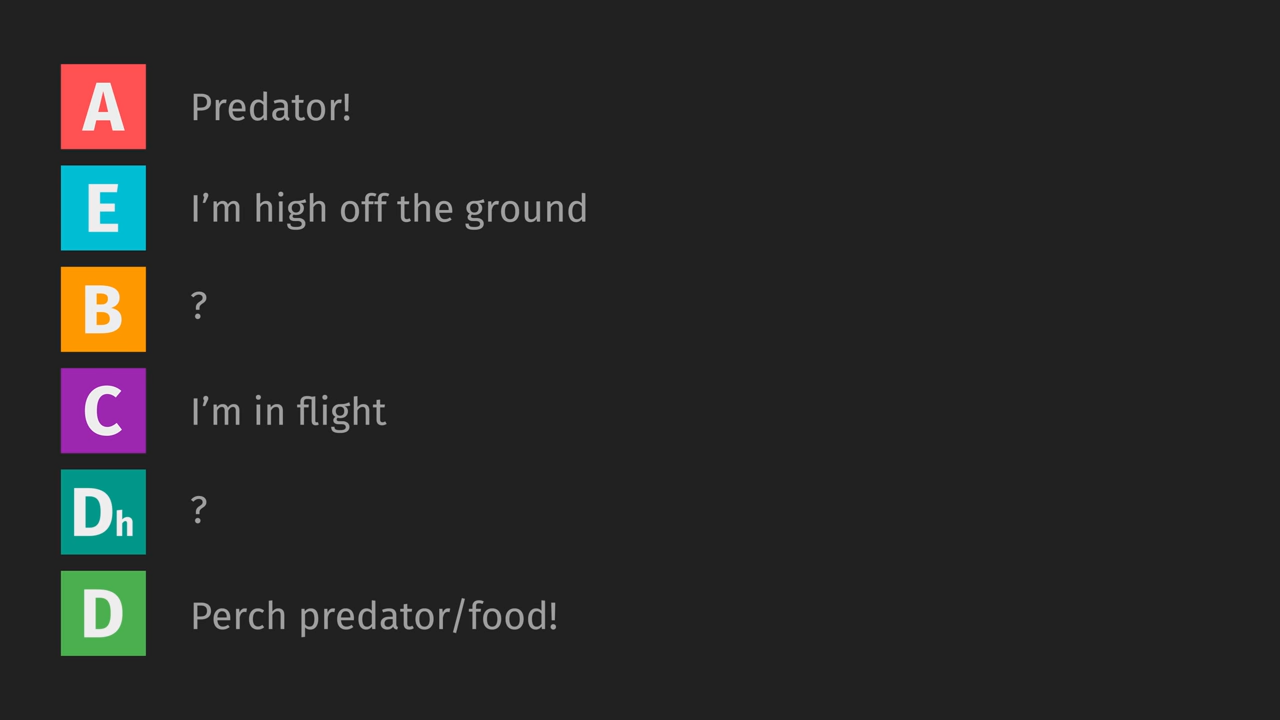 A Predator!
E I’m high off the ground
B ?
C I’m in flight
Dh ?
D Perch predator/food!